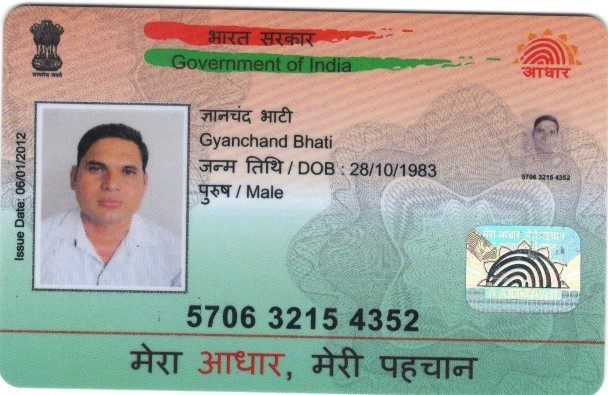 भारत सरकार
Government of India
आधार
सत्यमेव जयते
Issue Date: 06/01/2012
ज्ञानचंद भाटी
Gyanchand Bhati
जन्म तिथि / DOB : 28/10/1983
पुरुष / Male
5706 3215 4352
मेरा आधार मेरी पहचान
5706 3215 4352
मेरा आधार, मेरी पहचान